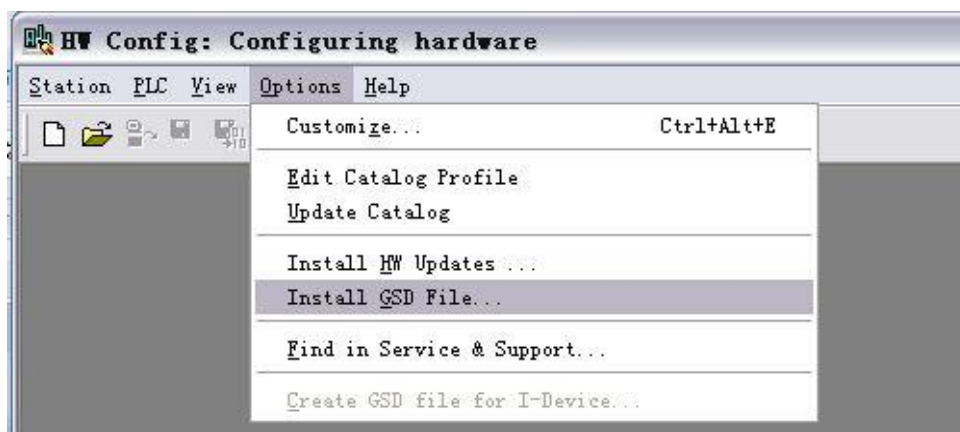 HW Config: Configuring hardware
Station PLC View Options Help
Customize... Ctrl+Alt+E
Edit Catalog Profile
Update Catalog
Install HW Updates ...
Install GSD File...
Find in Service & Support...
Create GSD file for I-Device...